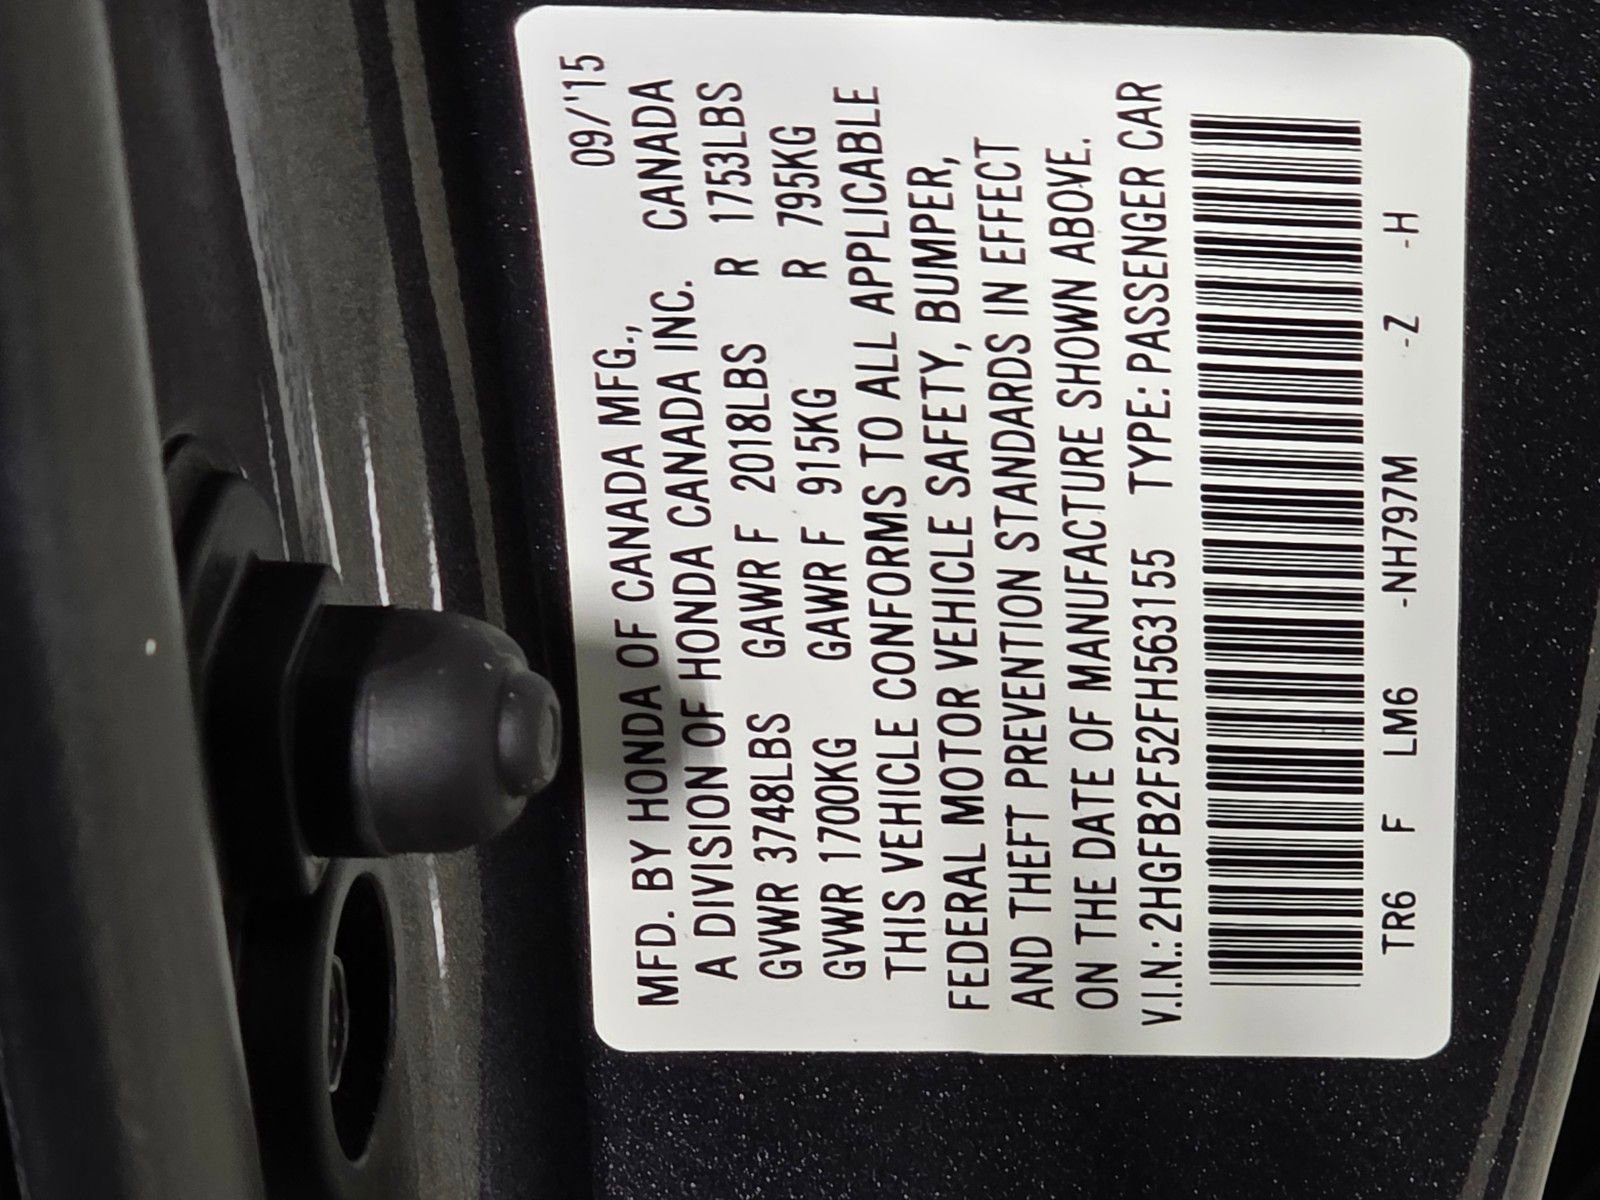 09/'15
MFD. BY HONDA OF CANADA MFG., CANADA
A DIVISION OF HONDA CANADA INC.
GVWR 3748LBS GAWR F 2018LBS R 1753LBS
GVWR 1700KG GAWR F 915KG R 795KG
THIS VEHICLE CONFORMS TO ALL APPLICABLE
FEDERAL MOTOR VEHICLE SAFETY, BUMPER,
AND THEFT PREVENTION STANDARDS IN EFFECT
ON THE DATE OF MANUFACTURE SHOWN ABOVE.
V.I.N.: 2HGFB2F52FH563155 TYPE: PASSENGER CAR
TR6 F LM6 -NH797M -Z -H